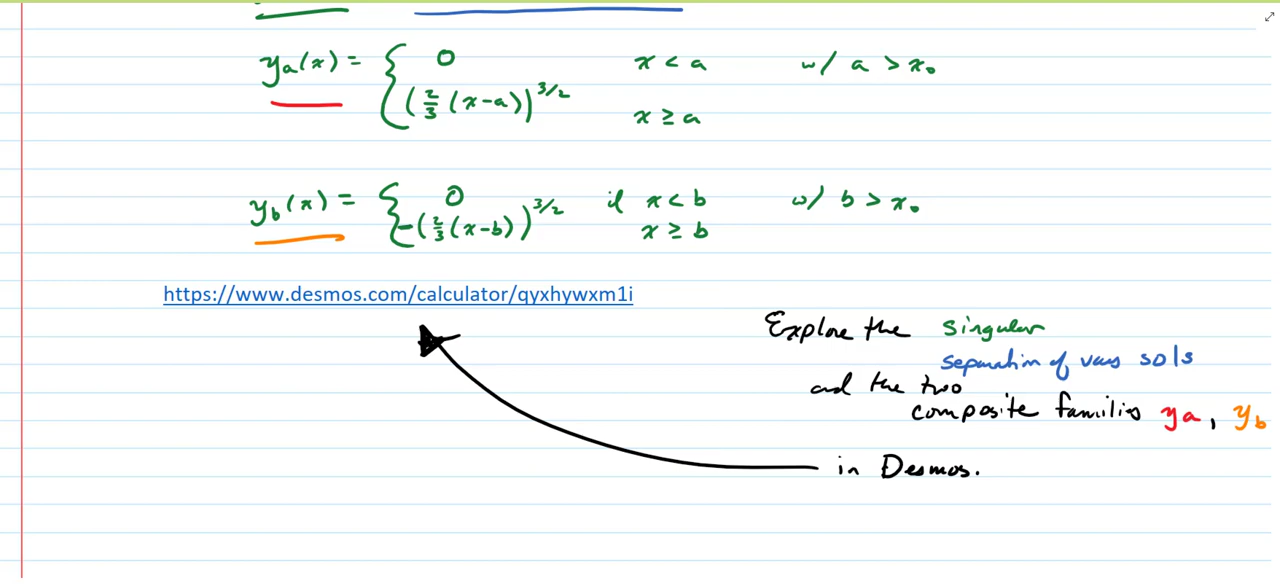 yₐ(x) = { 0 x < a w/ a > x₀
(2/3 (x-a))^3/2 x ≥ a
y_b(x) = { 0 if x < b w/ b > x₀
-(2/3 (x-b))^3/2 x ≥ b
https://www.desmos.com/calculator/qyxhywxm1i
Explore the singular
separation of vars sols
and the two
composite families ya, yb
in Desmos.